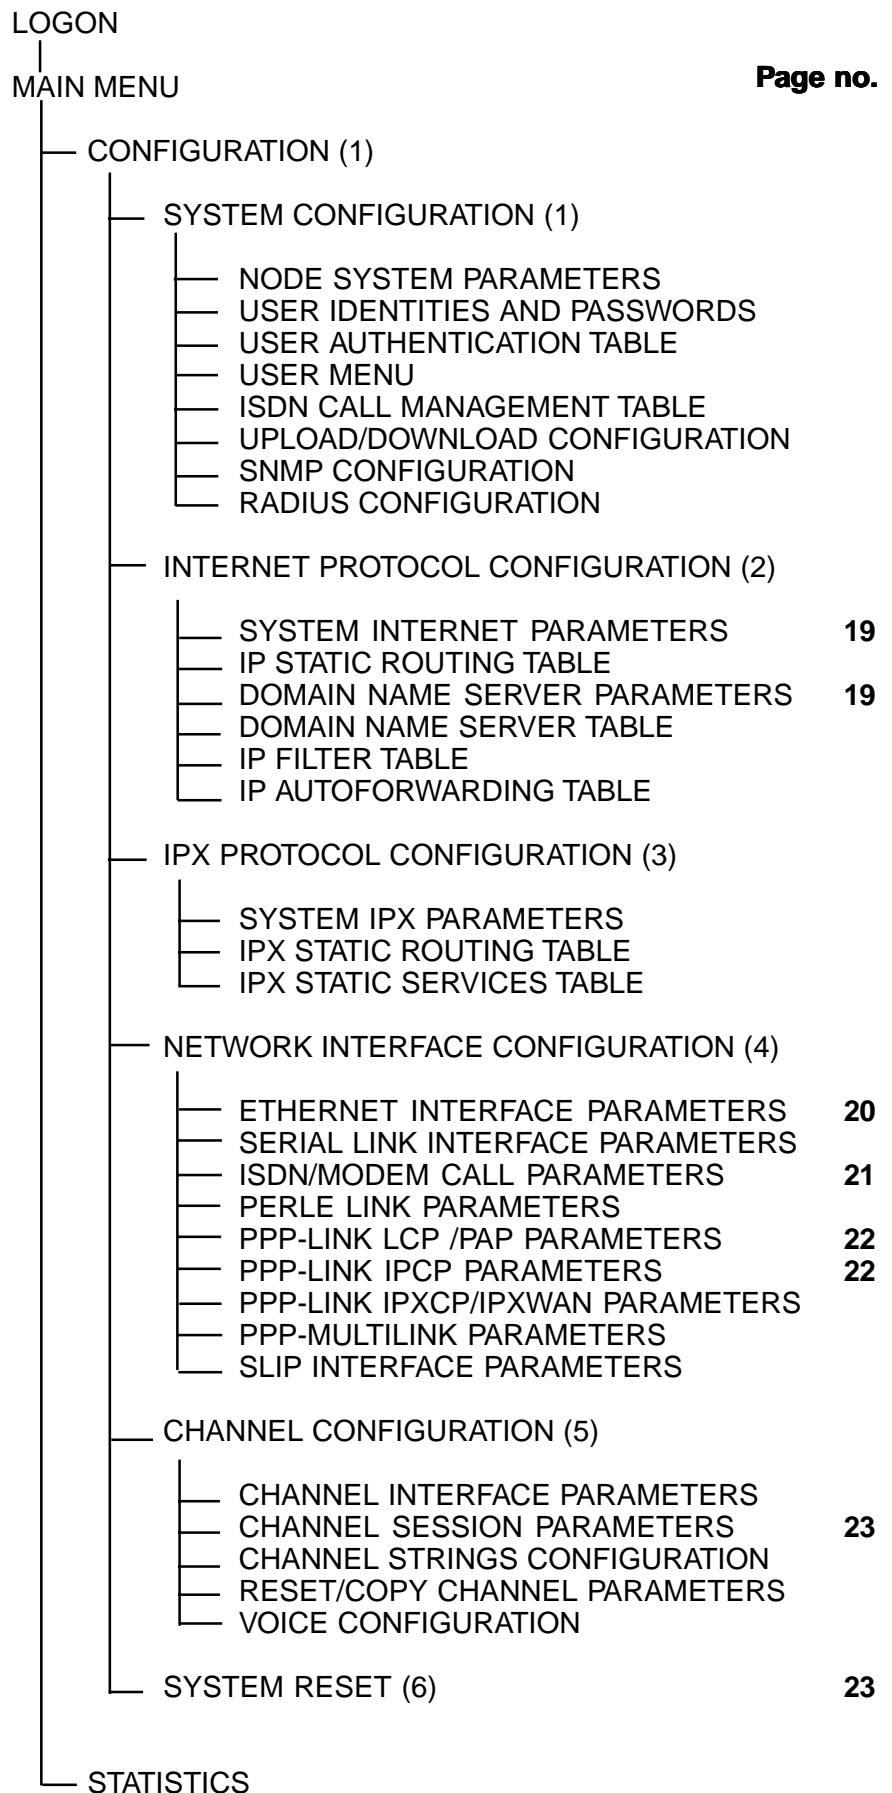 LOGON
MAIN MENU Page no.
CONFIGURATION (1)
SYSTEM CONFIGURATION (1)
NODE SYSTEM PARAMETERS
USER IDENTITIES AND PASSWORDS
USER AUTHENTICATION TABLE
USER MENU
ISDN CALL MANAGEMENT TABLE
UPLOAD/DOWNLOAD CONFIGURATION
SNMP CONFIGURATION
RADIUS CONFIGURATION
INTERNET PROTOCOL CONFIGURATION (2)
SYSTEM INTERNET PARAMETERS 19
IP STATIC ROUTING TABLE
DOMAIN NAME SERVER PARAMETERS 19
DOMAIN NAME SERVER TABLE
IP FILTER TABLE
IP AUTOFORWARDING TABLE
IPX PROTOCOL CONFIGURATION (3)
SYSTEM IPX PARAMETERS
IPX STATIC ROUTING TABLE
IPX STATIC SERVICES TABLE
NETWORK INTERFACE CONFIGURATION (4)
ETHERNET INTERFACE PARAMETERS 20
SERIAL LINK INTERFACE PARAMETERS
ISDN/MODEM CALL PARAMETERS 21
PERLE LINK PARAMETERS
PPP-LINK LCP /PAP PARAMETERS 22
PPP-LINK IPCP PARAMETERS 22
PPP-LINK IPXCP/IPXWAN PARAMETERS
PPP-MULTILINK PARAMETERS
SLIP INTERFACE PARAMETERS
CHANNEL CONFIGURATION (5)
CHANNEL INTERFACE PARAMETERS
CHANNEL SESSION PARAMETERS 23
CHANNEL STRINGS CONFIGURATION
RESET/COPY CHANNEL PARAMETERS
VOICE CONFIGURATION
SYSTEM RESET (6) 23
STATISTICS